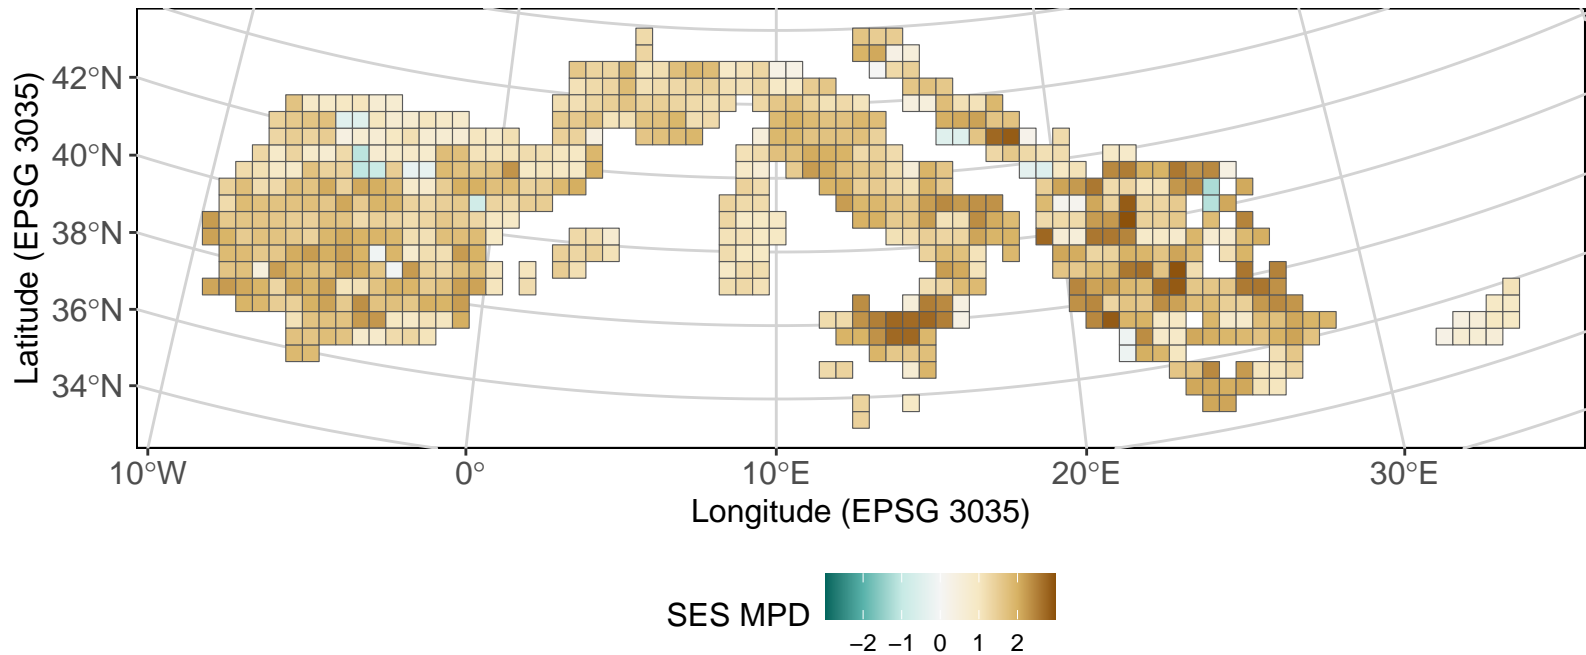 Latitude (EPSG 3035)
42°N
40°N
38°N
36°N
34°N
10°W 0° 10°E 20°E 30°E
Longitude (EPSG 3035)
SES MPD
−2 −1 0 1 2